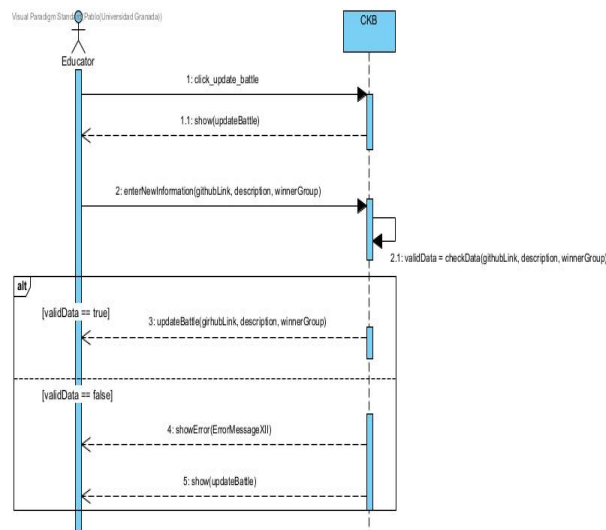 Visual Paradigm Standard Pablo(Universidad Granada))
CKB
Educator
1: click_update_battle
1.1: show(updateBattle)
2: enterNewInformation(githubLink, description, winnerGroup)
2.1: validData = checkData(githubLink, description, winnerGroup)
alt
[validData == true]
3: updateBattle(girhubLink, description, winnerGroup)
[validData == false]
4: showError(ErrorMessageXII)
5: show(updateBattle)